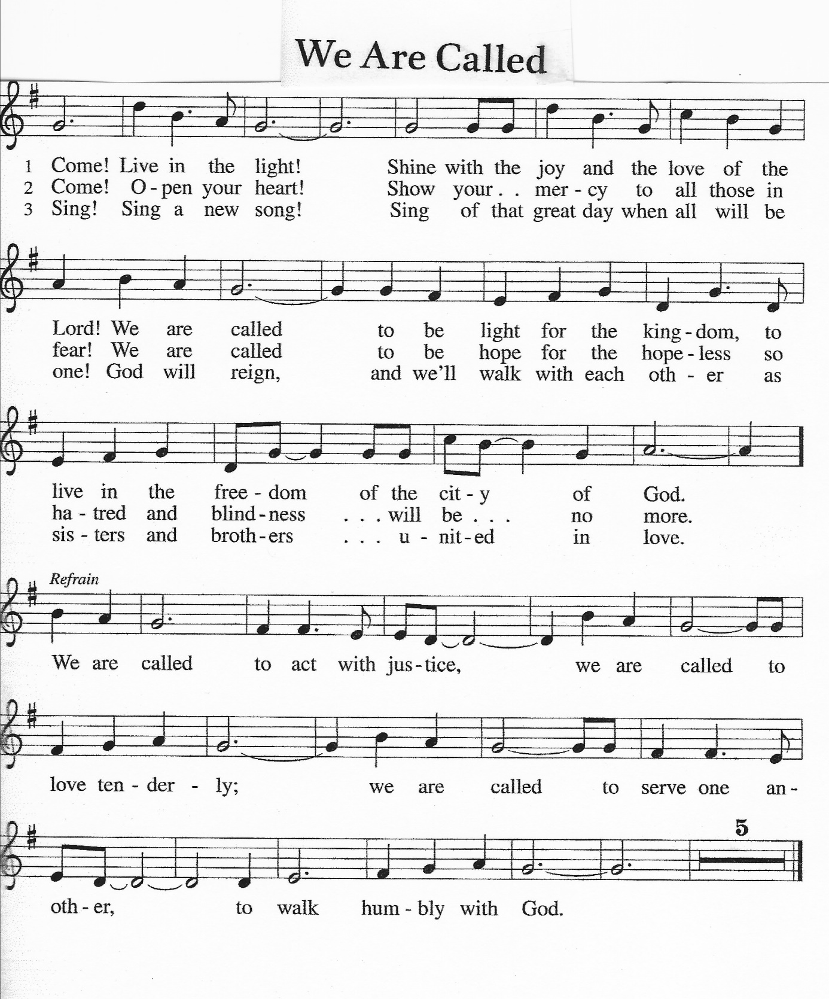 We Are Called
1 Come! Live in the light! Shine with the joy and the love of the
2 Come! O - pen your heart! Show your . . mer - cy to all those in
3 Sing! Sing a new song! Sing of that great day when all will be
Lord! We are called to be light for the king - dom, to
fear! We are called to be hope for the hope - less so
one! God will reign, and we'll walk with each oth - er as
live in the free - dom of the cit - y of God.
ha - tred and blind - ness . . . will be . . . no more.
sis - ters and broth - ers . . . u - nit - ed in love.
Refrain
We are called to act with jus - tice, we are called to
love ten - der - ly; we are called to serve one an -
5
oth - er, to walk hum - bly with God.